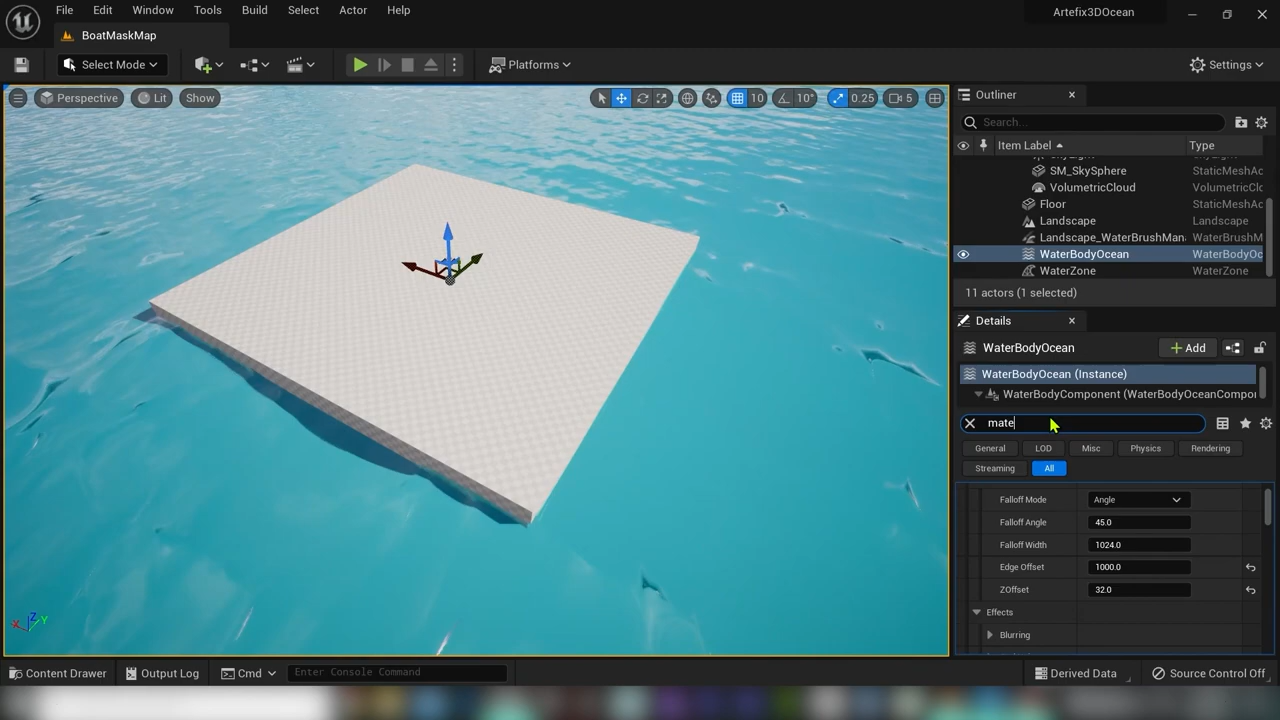 File Edit Window Tools Build Select Actor Help
Artefix3DOcean
BoatMaskMap
Select Mode
Platforms
Settings
Perspective
Lit
Show
10
10°
0.25
5
Outliner
Search...
Item Label
Type
SM_SkySphere StaticMeshAc
VolumetricCloud VolumetricClo
Floor StaticMeshAc
Landscape Landscape
Landscape_WaterBrushMan WaterBrushM
WaterBodyOcean WaterBodyOc
WaterZone WaterZone
11 actors (1 selected)
Details
WaterBodyOcean
Add
WaterBodyOcean (Instance)
WaterBodyComponent (WaterBodyOceanCompo
mate
General LOD Misc Physics Rendering
Streaming All
Falloff Mode Angle
Falloff Angle 45.0
Falloff Width 1024.0
Edge Offset 1000.0
ZOffset 32.0
Effects
Blurring
X Z Y
Content Drawer
Output Log
Cmd
Enter Console Command
Derived Data
Source Control Off